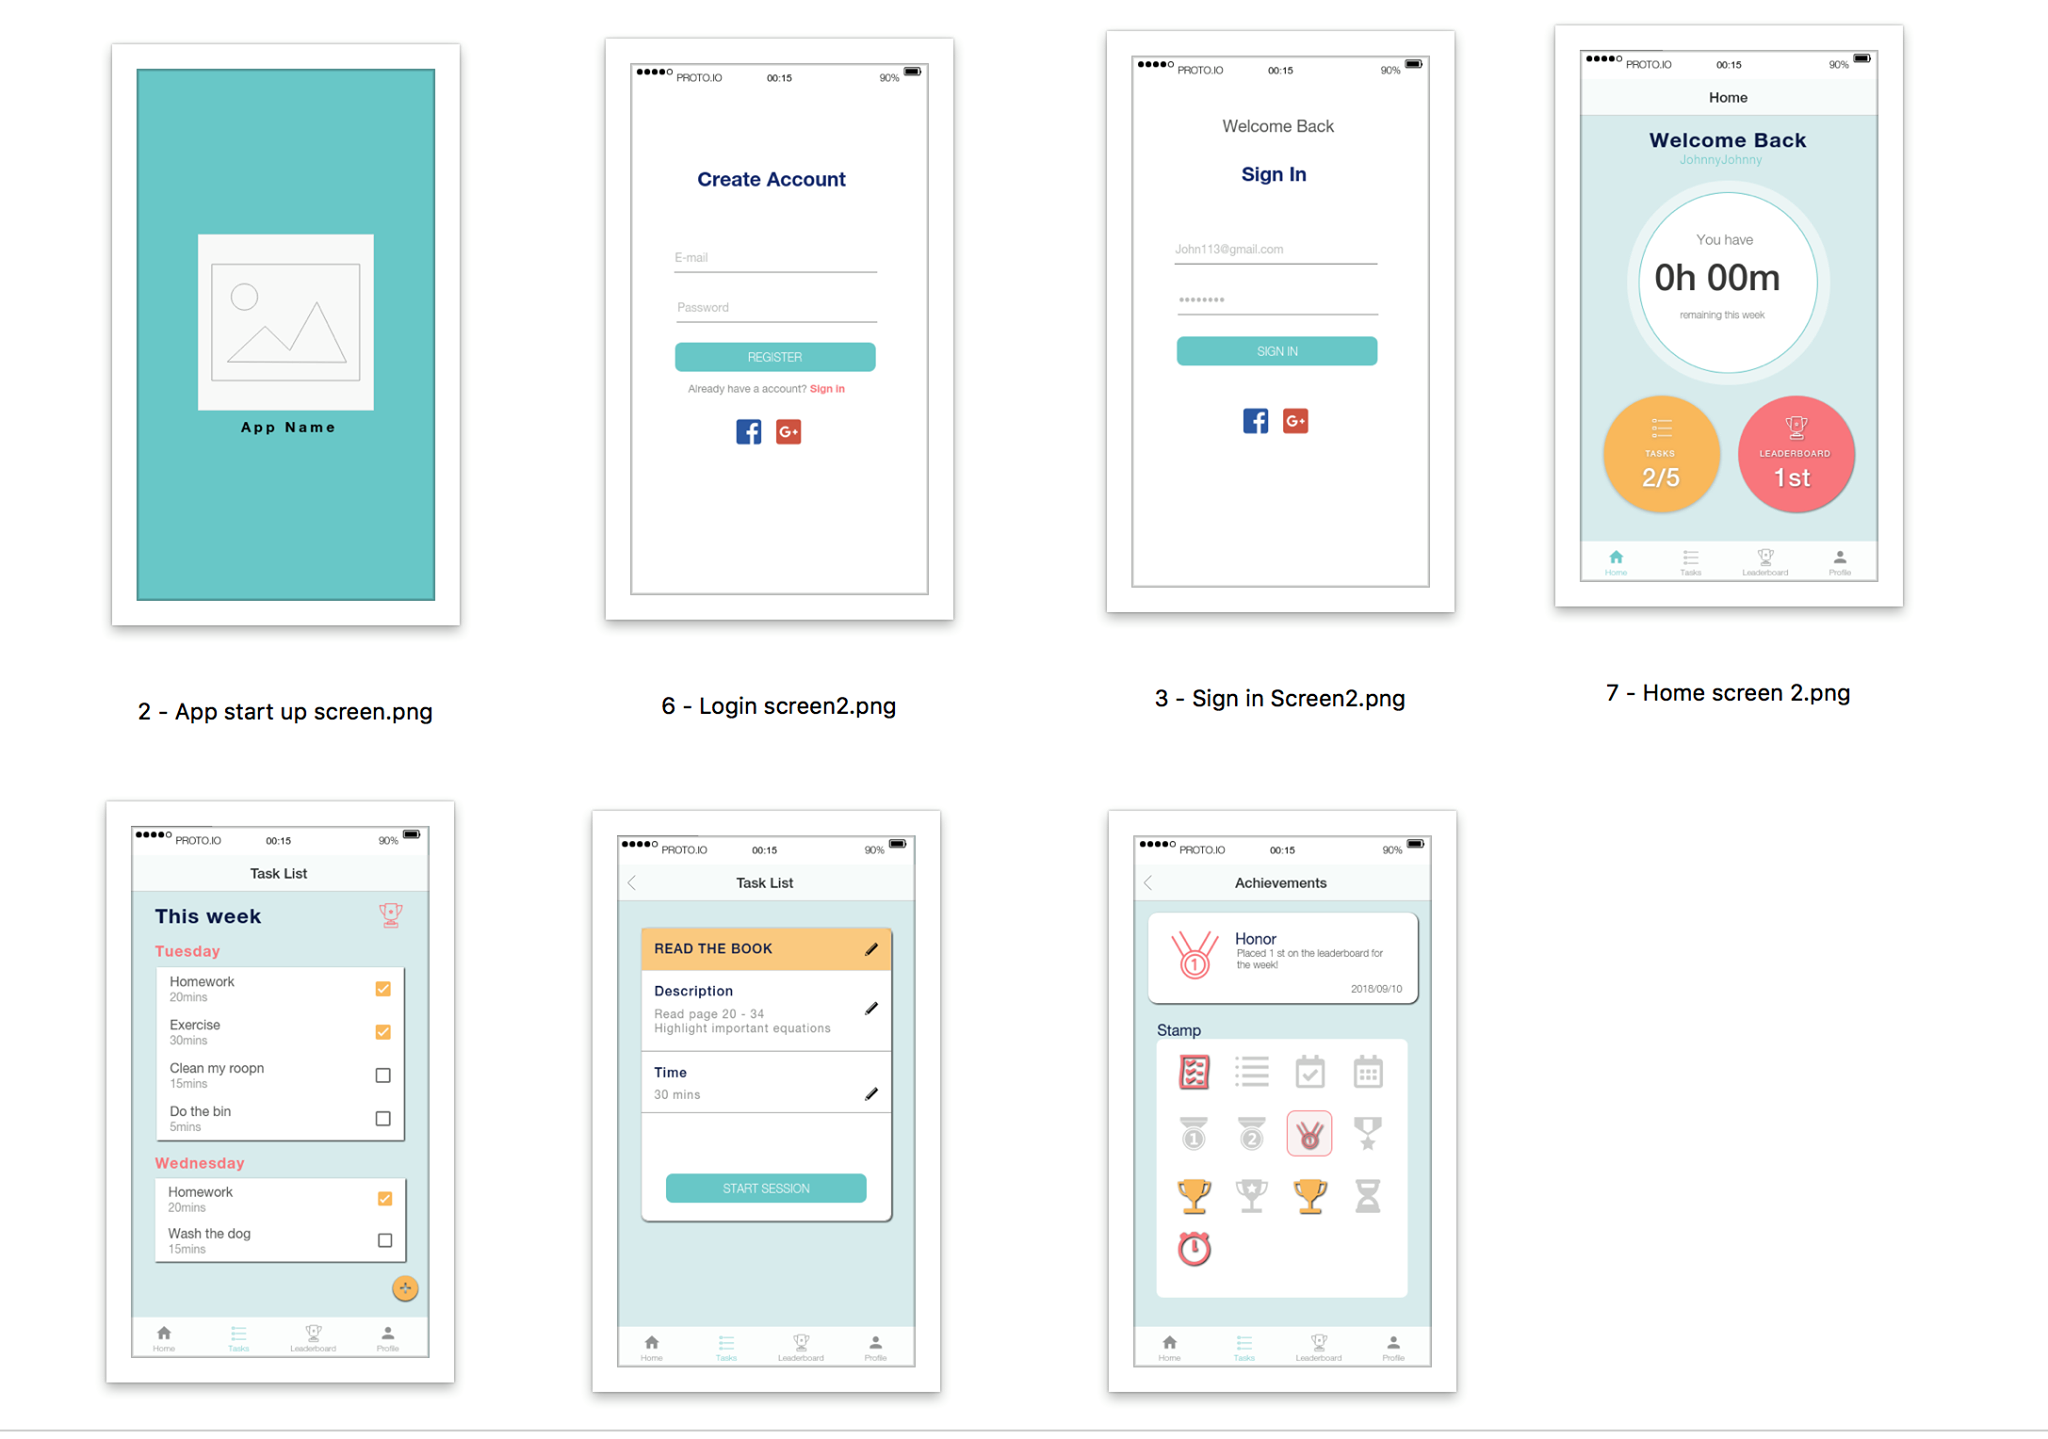 App Name
2 - App start up screen.png
PROTO.IO 00:15 90%
Create Account
E-mail
Password
REGISTER
Already have a account? Sign in
6 - Login screen2.png
PROTO.IO 00:15 90%
Welcome Back
Sign In
John113@gmail.com
SIGN IN
3 - Sign in Screen2.png
PROTO.IO 00:15 90%
Home
Welcome Back
JohnnyJohnny
You have
0h 00m
remaining this week
TASKS
2/5
LEADERBOARD
1st
Home Tasks Leaderboard Profile
7 - Home screen 2.png
PROTO.IO 00:15 90%
Task List
This week
Tuesday
Homework
20mins
Exercise
30mins
Clean my roopn
15mins
Do the bin
5mins
Wednesday
Homework
20mins
Wash the dog
15mins
Home Tasks Leaderboard Profile
PROTO.IO 00:15 90%
Task List
READ THE BOOK
Description
Read page 20 - 34
Highlight important equations
Time
30 mins
START SESSION
Home Tasks Leaderboard Profile
PROTO.IO 00:15 90%
Achievements
1
Honor
Placed 1 st on the leaderboard for
the week!
2018/09/10
Stamp
1 2
Home Tasks Leaderboard Profile